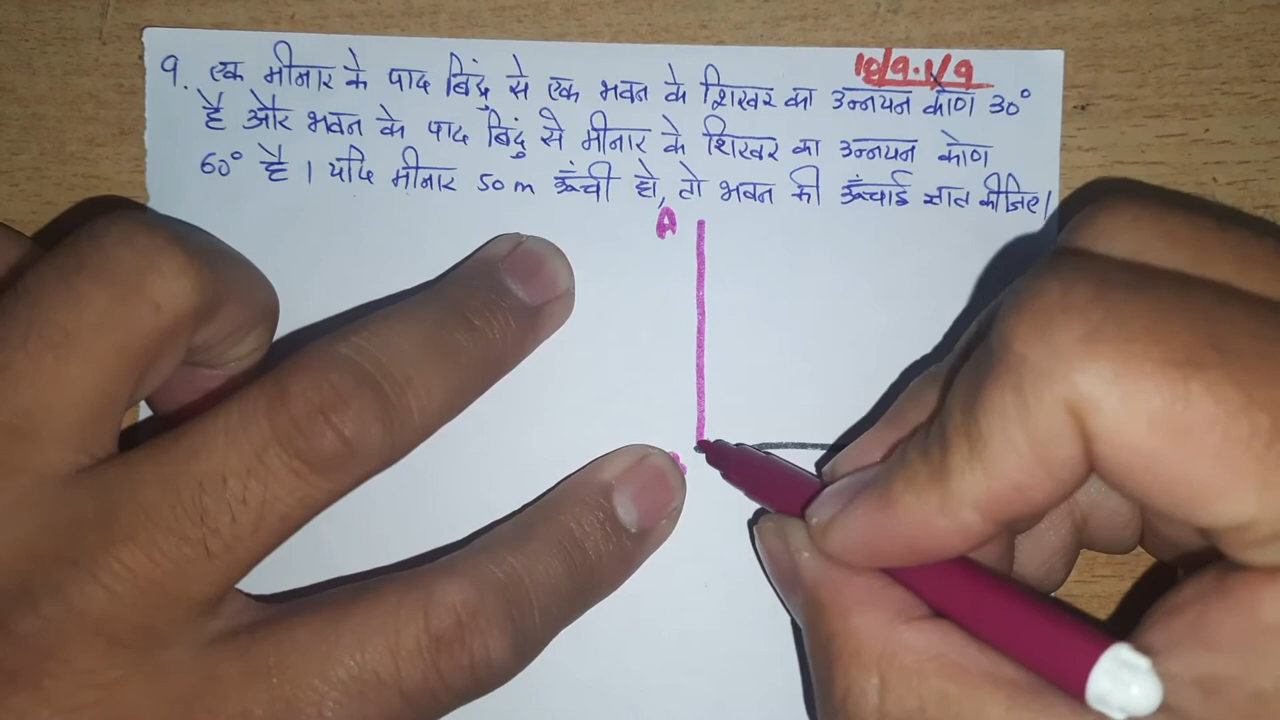 9. एक मीनार के पाद बिंदु से एक भवन के शिखर का उन्नयन कोण 30°
है और भवन के पाद बिंदु से मीनार के शिखर का उन्नयन कोण
60° है। यदि मीनार 50 m ऊँची हो, तो भवन की ऊँचाई ज्ञात कीजिए।
A